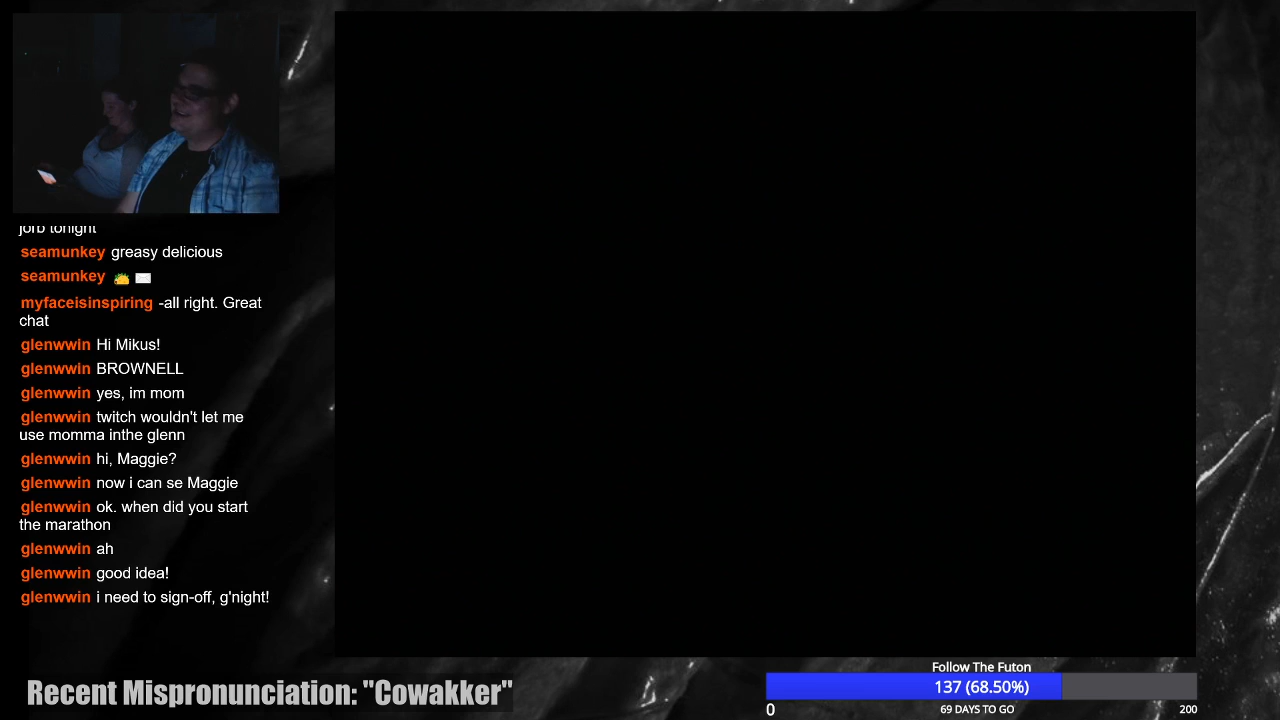 jorb tonight
seamunkey greasy delicious
seamunkey 🌮 ✉️
myfaceisinspiring -all right. Great
chat
glenwwin Hi Mikus!
glenwwin BROWNELL
glenwwin yes, im mom
glenwwin twitch wouldn't let me
use momma inthe glenn
glenwwin hi, Maggie?
glenwwin now i can se Maggie
glenwwin ok. when did you start
the marathon
glenwwin ah
glenwwin good idea!
glenwwin i need to sign-off, g'night!
Recent Mispronunciation: "Cowakker"
Follow The Futon
137 (68.50%)
0 69 DAYS TO GO 200